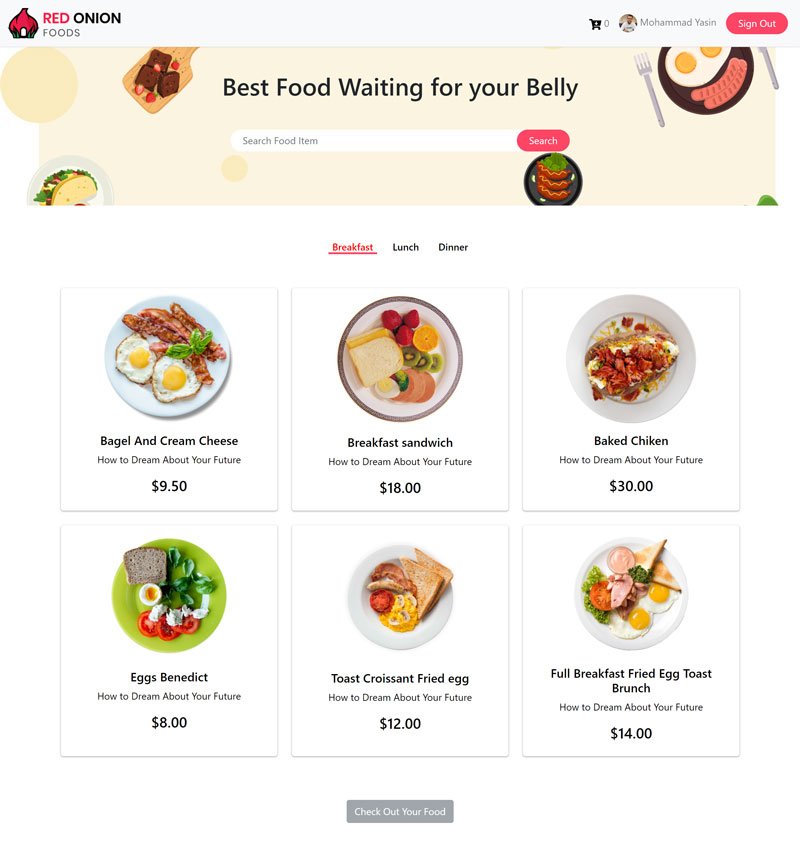 RED ONION
FOODS
0
Mohammad Yasin
Sign Out
Best Food Waiting for your Belly
Search Food Item
Search
Breakfast
Lunch
Dinner
Bagel And Cream Cheese
How to Dream About Your Future
$9.50
Breakfast sandwich
How to Dream About Your Future
$18.00
Baked Chiken
How to Dream About Your Future
$30.00
Eggs Benedict
How to Dream About Your Future
$8.00
Toast Croissant Fried egg
How to Dream About Your Future
$12.00
Full Breakfast Fried Egg Toast
Brunch
How to Dream About Your Future
$14.00
Check Out Your Food